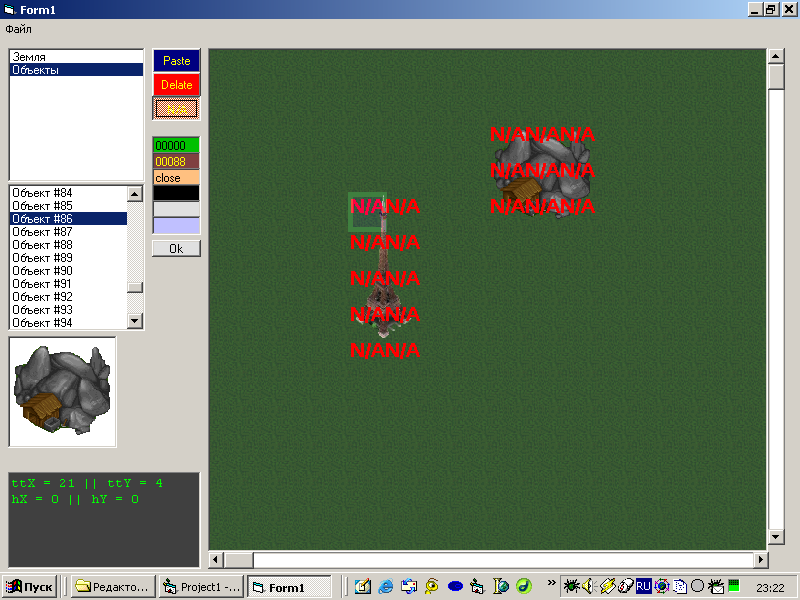 Form1
Файл
Земля
Объекты
Paste
Delate
00000
00088
close
Ok
Объект #84
Объект #85
Объект #86
Объект #87
Объект #88
Объект #89
Объект #90
Объект #91
Объект #92
Объект #93
Объект #94
N/AN/AN/A
N/AN/AN/A
N/AN/AN/A
N/AN/A
N/AN/A
N/AN/A
N/AN/A
N/AN/A
ttX = 21 || ttY = 4
hX = 0 || hY = 0
Пуск
Редакто...
Project1 -...
Form1
»
RU
23:22